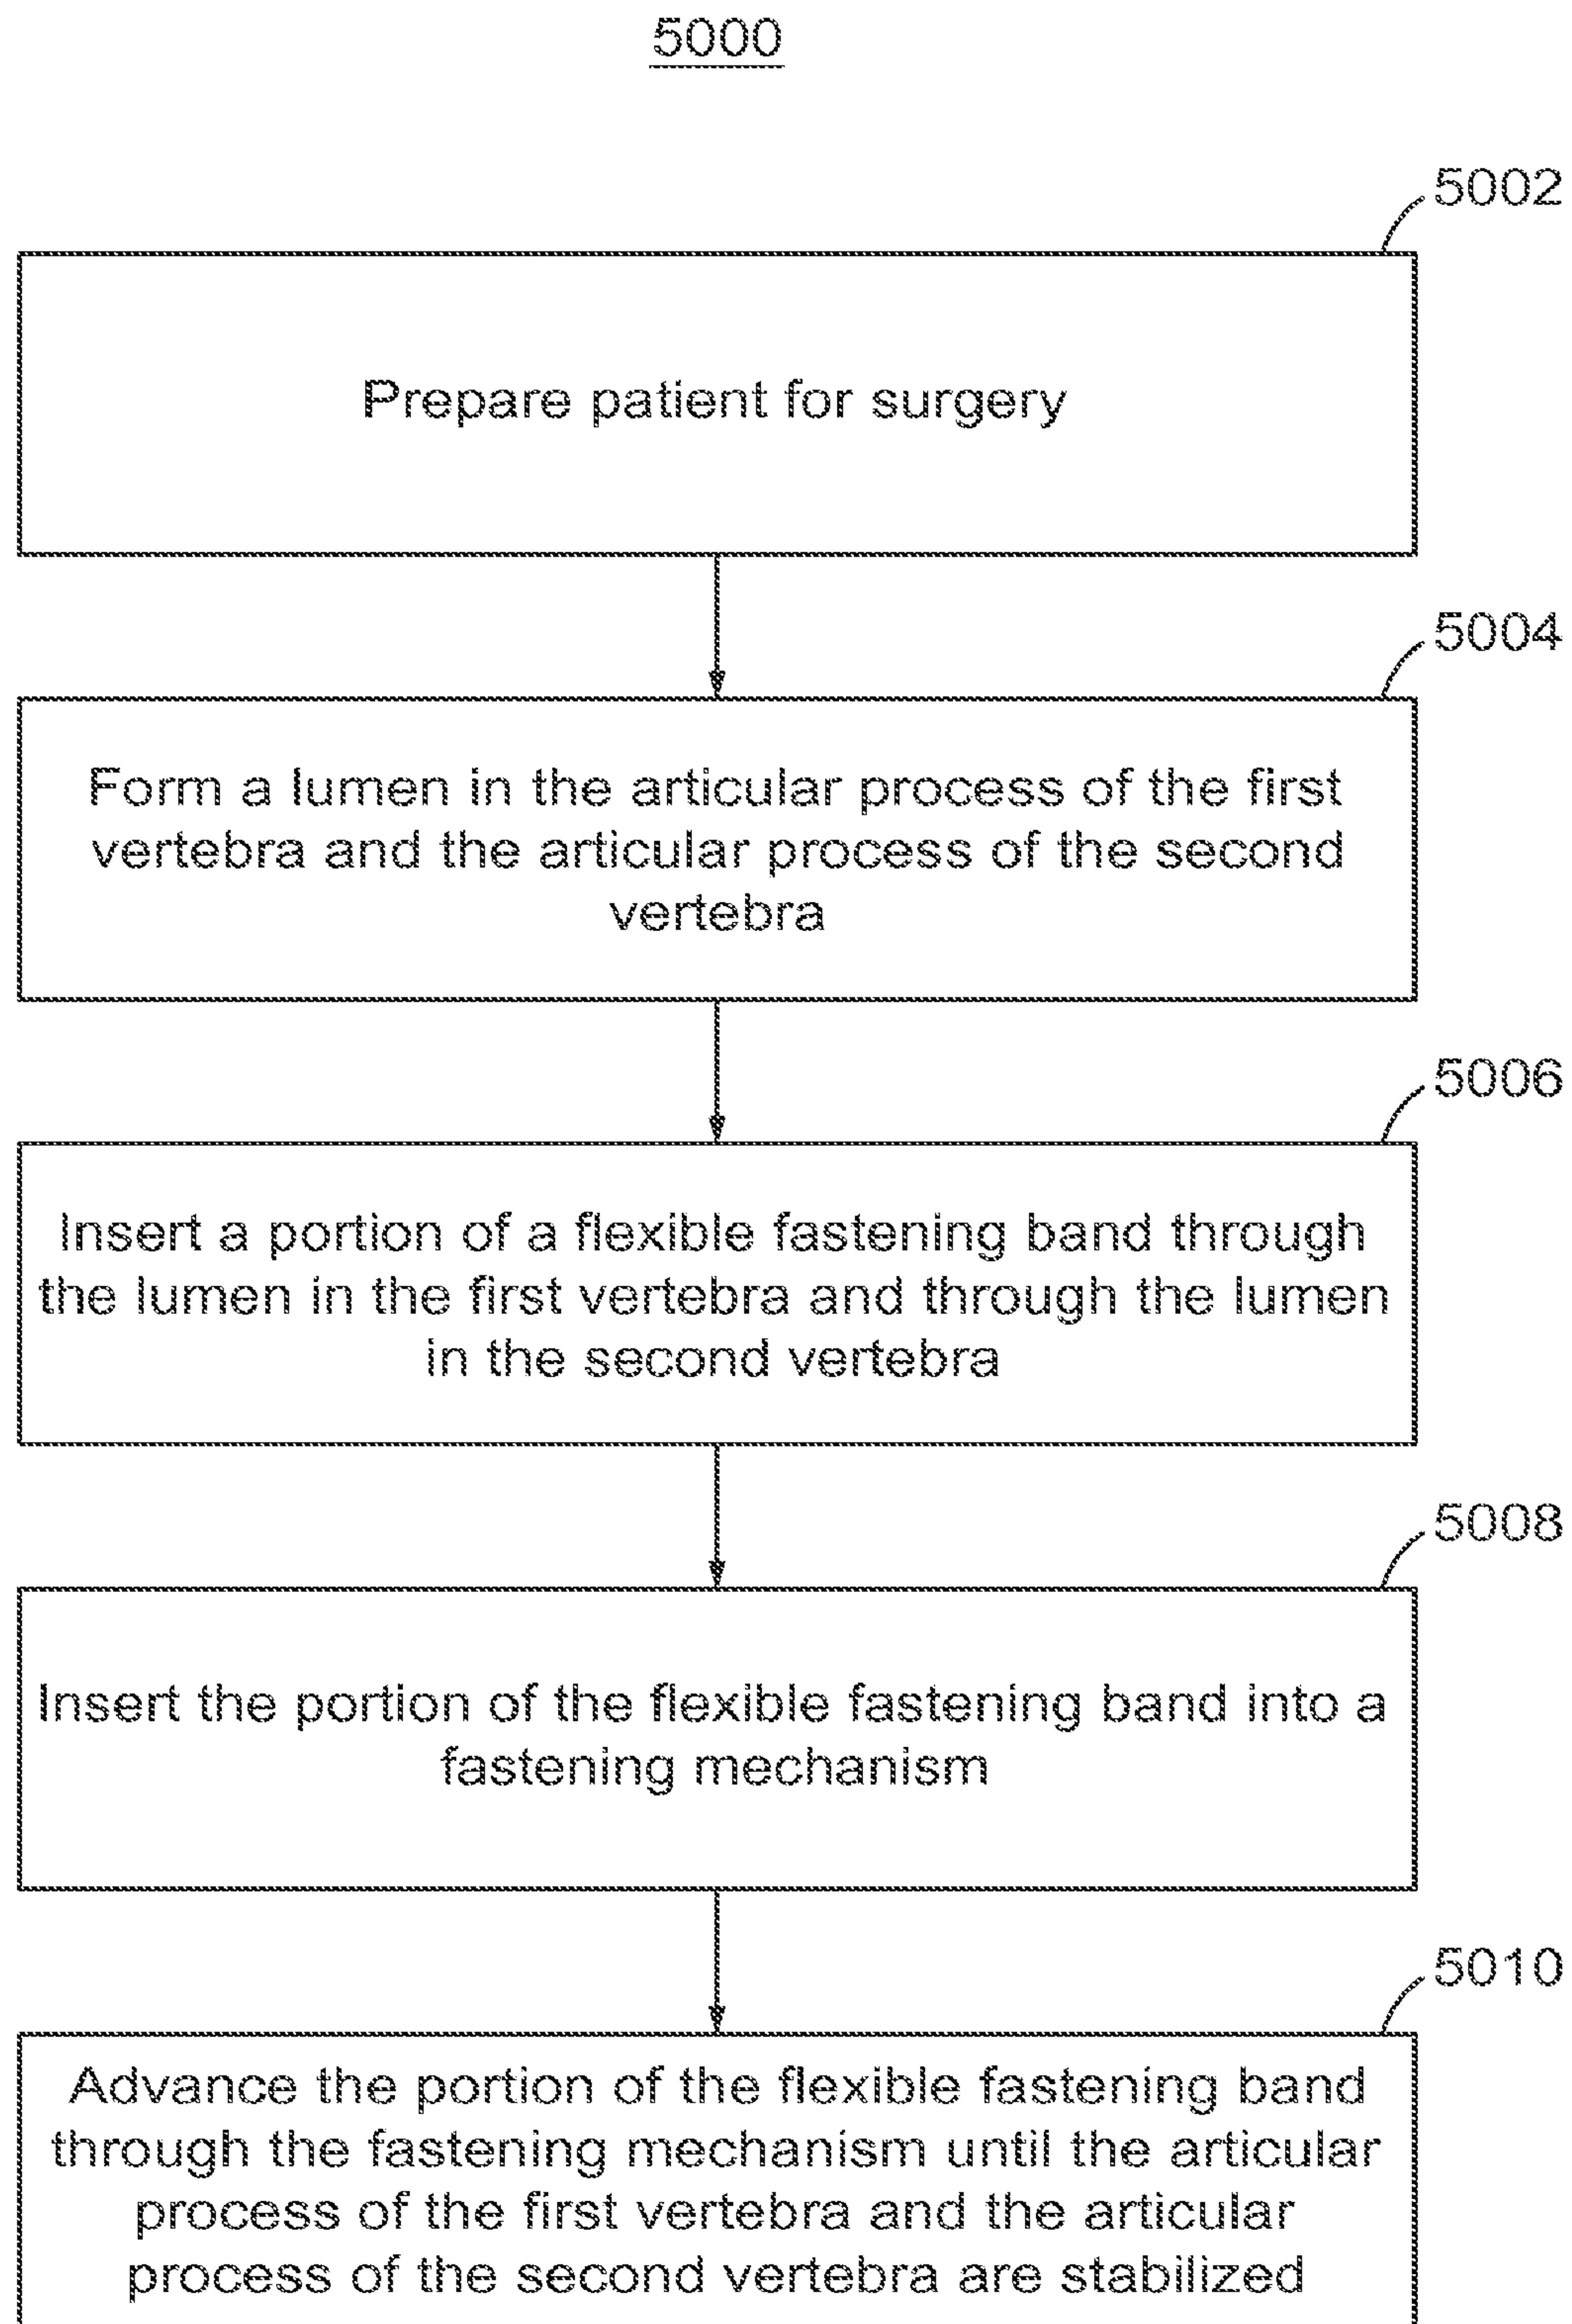 5000
5002
Prepare patient for surgery
5004
Form a lumen in the articular process of the first
vertebra and the articular process of the second
vertebra
5006
Insert a portion of a flexible fastening band through
the lumen in the first vertebra and through the lumen
in the second vertebra
5008
Insert the portion of the flexible fastening band into a
fastening mechanism
5010
Advance the portion of the flexible fastening band
through the fastening mechanism until the articular
process of the first vertebra and the articular
process of the second vertebra are stabilized